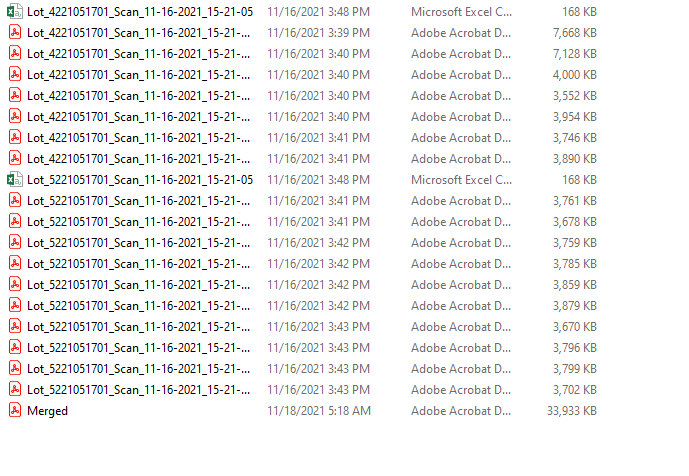 Lot_4221051701_Scan_11-16-2021_15-21-05 11/16/2021 3:48 PM Microsoft Excel C... 168 KB
Lot_4221051701_Scan_11-16-2021_15-21-... 11/16/2021 3:39 PM Adobe Acrobat D... 7,668 KB
Lot_4221051701_Scan_11-16-2021_15-21-... 11/16/2021 3:40 PM Adobe Acrobat D... 7,128 KB
Lot_4221051701_Scan_11-16-2021_15-21-... 11/16/2021 3:40 PM Adobe Acrobat D... 4,000 KB
Lot_4221051701_Scan_11-16-2021_15-21-... 11/16/2021 3:40 PM Adobe Acrobat D... 3,552 KB
Lot_4221051701_Scan_11-16-2021_15-21-... 11/16/2021 3:40 PM Adobe Acrobat D... 3,954 KB
Lot_4221051701_Scan_11-16-2021_15-21-... 11/16/2021 3:41 PM Adobe Acrobat D... 3,746 KB
Lot_4221051701_Scan_11-16-2021_15-21-... 11/16/2021 3:41 PM Adobe Acrobat D... 3,890 KB
Lot_5221051701_Scan_11-16-2021_15-21-05 11/16/2021 3:48 PM Microsoft Excel C... 168 KB
Lot_5221051701_Scan_11-16-2021_15-21-... 11/16/2021 3:41 PM Adobe Acrobat D... 3,761 KB
Lot_5221051701_Scan_11-16-2021_15-21-... 11/16/2021 3:41 PM Adobe Acrobat D... 3,678 KB
Lot_5221051701_Scan_11-16-2021_15-21-... 11/16/2021 3:42 PM Adobe Acrobat D... 3,759 KB
Lot_5221051701_Scan_11-16-2021_15-21-... 11/16/2021 3:42 PM Adobe Acrobat D... 3,785 KB
Lot_5221051701_Scan_11-16-2021_15-21-... 11/16/2021 3:42 PM Adobe Acrobat D... 3,859 KB
Lot_5221051701_Scan_11-16-2021_15-21-... 11/16/2021 3:42 PM Adobe Acrobat D... 3,879 KB
Lot_5221051701_Scan_11-16-2021_15-21-... 11/16/2021 3:43 PM Adobe Acrobat D... 3,670 KB
Lot_5221051701_Scan_11-16-2021_15-21-... 11/16/2021 3:43 PM Adobe Acrobat D... 3,796 KB
Lot_5221051701_Scan_11-16-2021_15-21-... 11/16/2021 3:43 PM Adobe Acrobat D... 3,799 KB
Lot_5221051701_Scan_11-16-2021_15-21-... 11/16/2021 3:43 PM Adobe Acrobat D... 3,702 KB
Merged 11/18/2021 5:18 AM Adobe Acrobat D... 33,933 KB